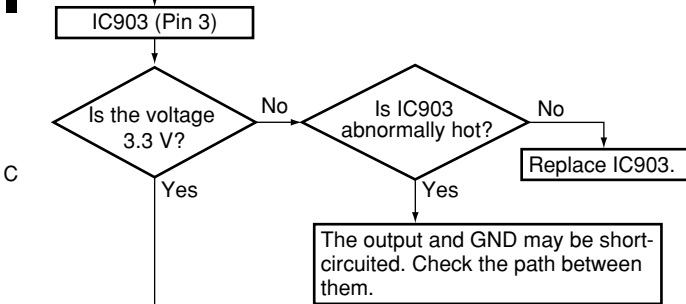 IC903 (Pin 3)
Is the voltage
3.3 V?
No
Is IC903
abnormally hot?
No
Replace IC903.
C
Yes
Yes
The output and GND may be short-
circuited. Check the path between
them.